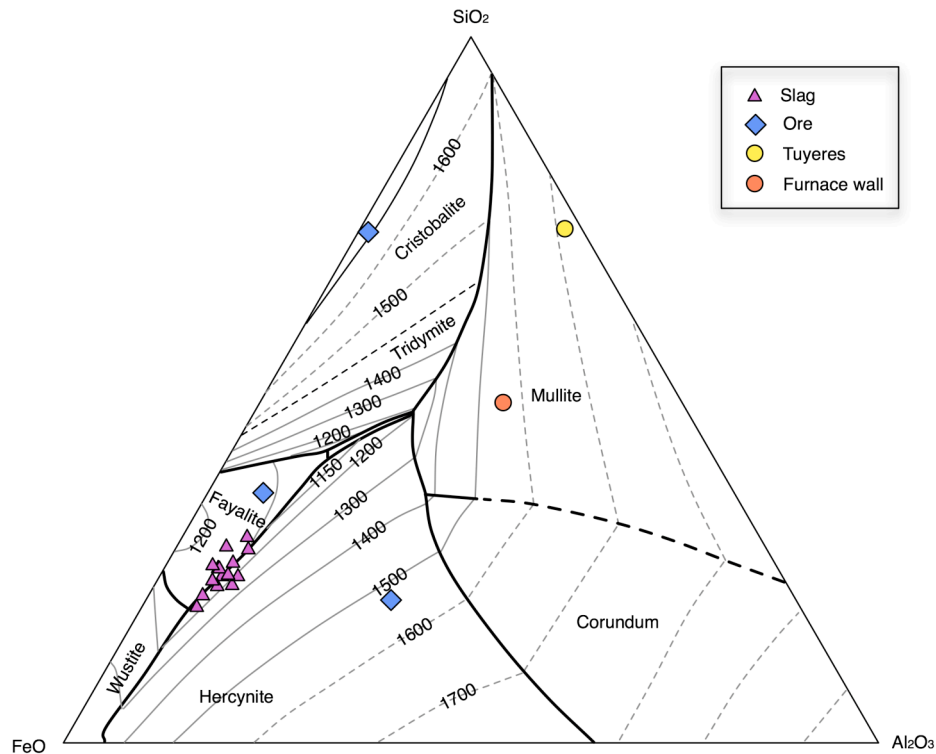 SiO₂
Slag
Ore
Tuyeres
Furnace wall
1600
Cristobalite
1500
Tridymite
1400
1300
1200
1150
1200
Mullite
Fayalite
1200
1300
1400
1500
1600
1700
Corundum
Wustite
Hercynite
FeO
Al₂O₃